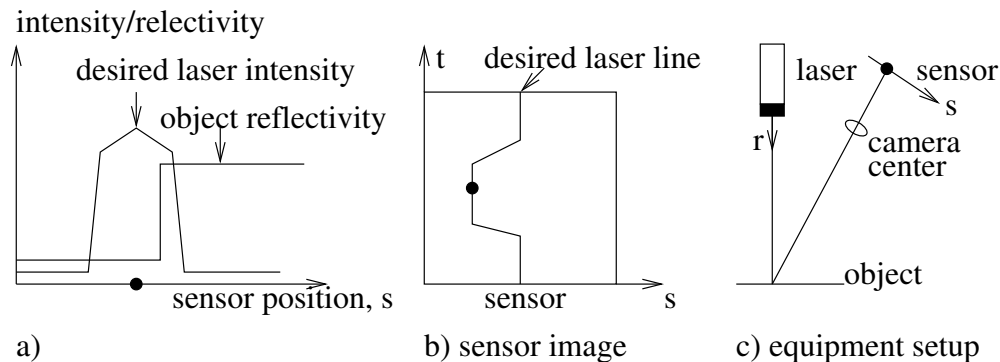 intensity/relectivity
desired laser intensity
object reflectivity
sensor position, s
a)
t
desired laser line
sensor
s
b) sensor image
laser
sensor
s
r
camera
center
object
c) equipment setup